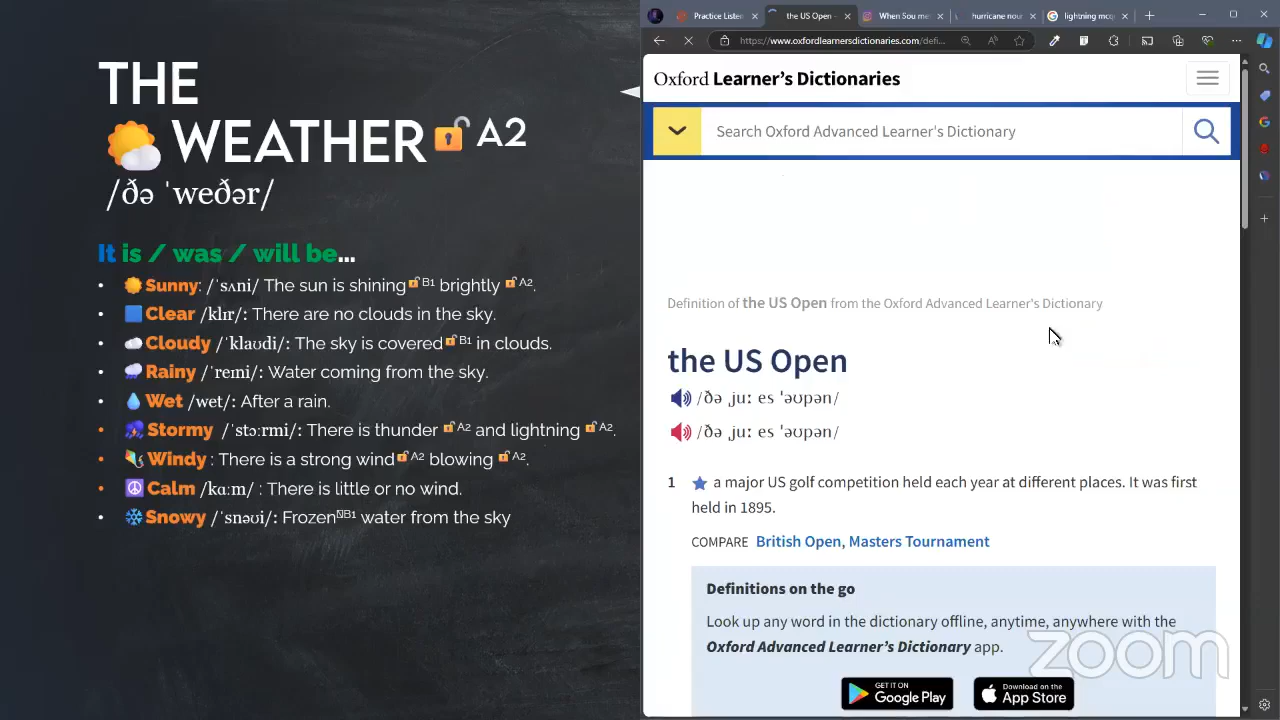 THE
WEATHER A2
/ðə ˈweðər/
It is / was / will be...
• Sunny: /ˈsʌni/ The sun is shining B1 brightly A2.
• Clear /klɪr/: There are no clouds in the sky.
• Cloudy /ˈklaʊdi/: The sky is covered B1 in clouds.
• Rainy /ˈreɪni/: Water coming from the sky.
• Wet /wet/: After a rain.
• Stormy /ˈstɔːrmi/: There is thunder A2 and lightning A2.
• Windy : There is a strong wind A2 blowing A2.
• Calm /kɑːm/ : There is little or no wind.
• Snowy /ˈsnəʊi/: Frozen B1 water from the sky
Practice Listen
the US Open -
When Sou me
hurricane nour
lightning mcq
https://www.oxfordlearnersdictionaries.com/defi...
Oxford Learner's Dictionaries
Search Oxford Advanced Learner's Dictionary
Definition of the US Open from the Oxford Advanced Learner's Dictionary
the US Open
/ðə ˌjuː es ˈəʊpən/
/ðə ˌjuː es ˈəʊpən/
1 a major US golf competition held each year at different places. It was first
held in 1895.
COMPARE British Open, Masters Tournament
Definitions on the go
Look up any word in the dictionary offline, anytime, anywhere with the
Oxford Advanced Learner's Dictionary app.
GET IT ON
Google Play
Download on the
App Store
zoom